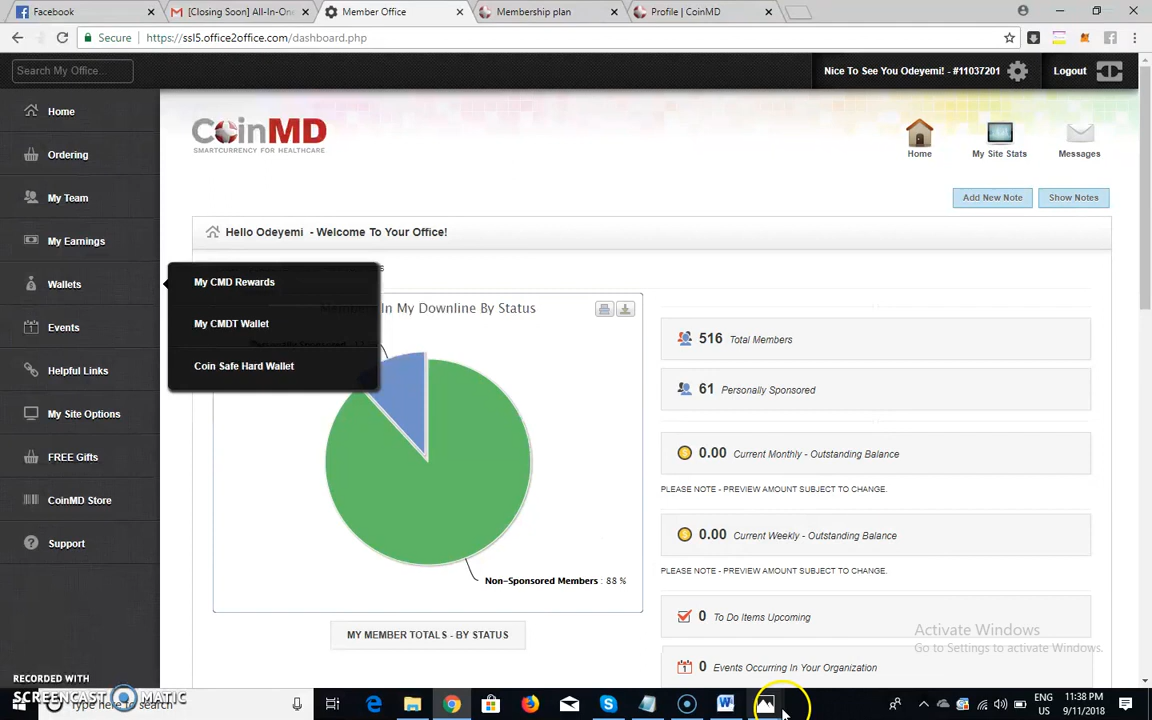 Facebook
[Closing Soon] All-In-One
Member Office
Membership plan
Profile | CoinMD
Secure
https://ssl5.office2office.com/dashboard.php
Search My Office...
Nice To See You Odeyemi! - #11037201
Logout
Home
Ordering
My Team
My Earnings
Wallets
Events
Helpful Links
My Site Options
FREE Gifts
CoinMD Store
Support
CoinMD
SMARTCURRENCY FOR HEALTHCARE
Home
My Site Stats
Messages
Add New Note
Show Notes
Hello Odeyemi - Welcome To Your Office!
My CMD Rewards
My CMDT Wallet
Coin Safe Hard Wallet
In My Downline By Status
Non-Sponsored Members : 88 %
MY MEMBER TOTALS - BY STATUS
516 Total Members
61 Personally Sponsored
0.00 Current Monthly - Outstanding Balance
PLEASE NOTE - PREVIEW AMOUNT SUBJECT TO CHANGE.
0.00 Current Weekly - Outstanding Balance
PLEASE NOTE - PREVIEW AMOUNT SUBJECT TO CHANGE.
0 To Do Items Upcoming
0 Events Occurring In Your Organization
Activate Windows
Go to Settings to activate Windows.
RECORDED WITH
SCREENCAST MATIC
ENG
US
11:38 PM
9/11/2018